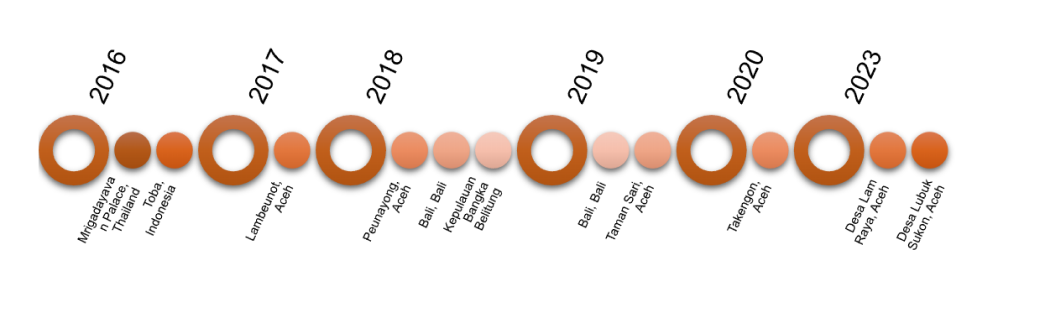 2016
Mrigadayava
n Palace,
Thailand
Toba,
Indonesia
2017
Lambeunot,
Aceh
2018
Peunayong,
Aceh
Bali, Bali
Kepulauan
Bangka
Belitung
2019
Bali, Bali
Taman Sari,
Aceh
2020
Takengon,
Aceh
2023
Desa Lam
Raya, Aceh
Desa Lubuk
Sukon, Aceh